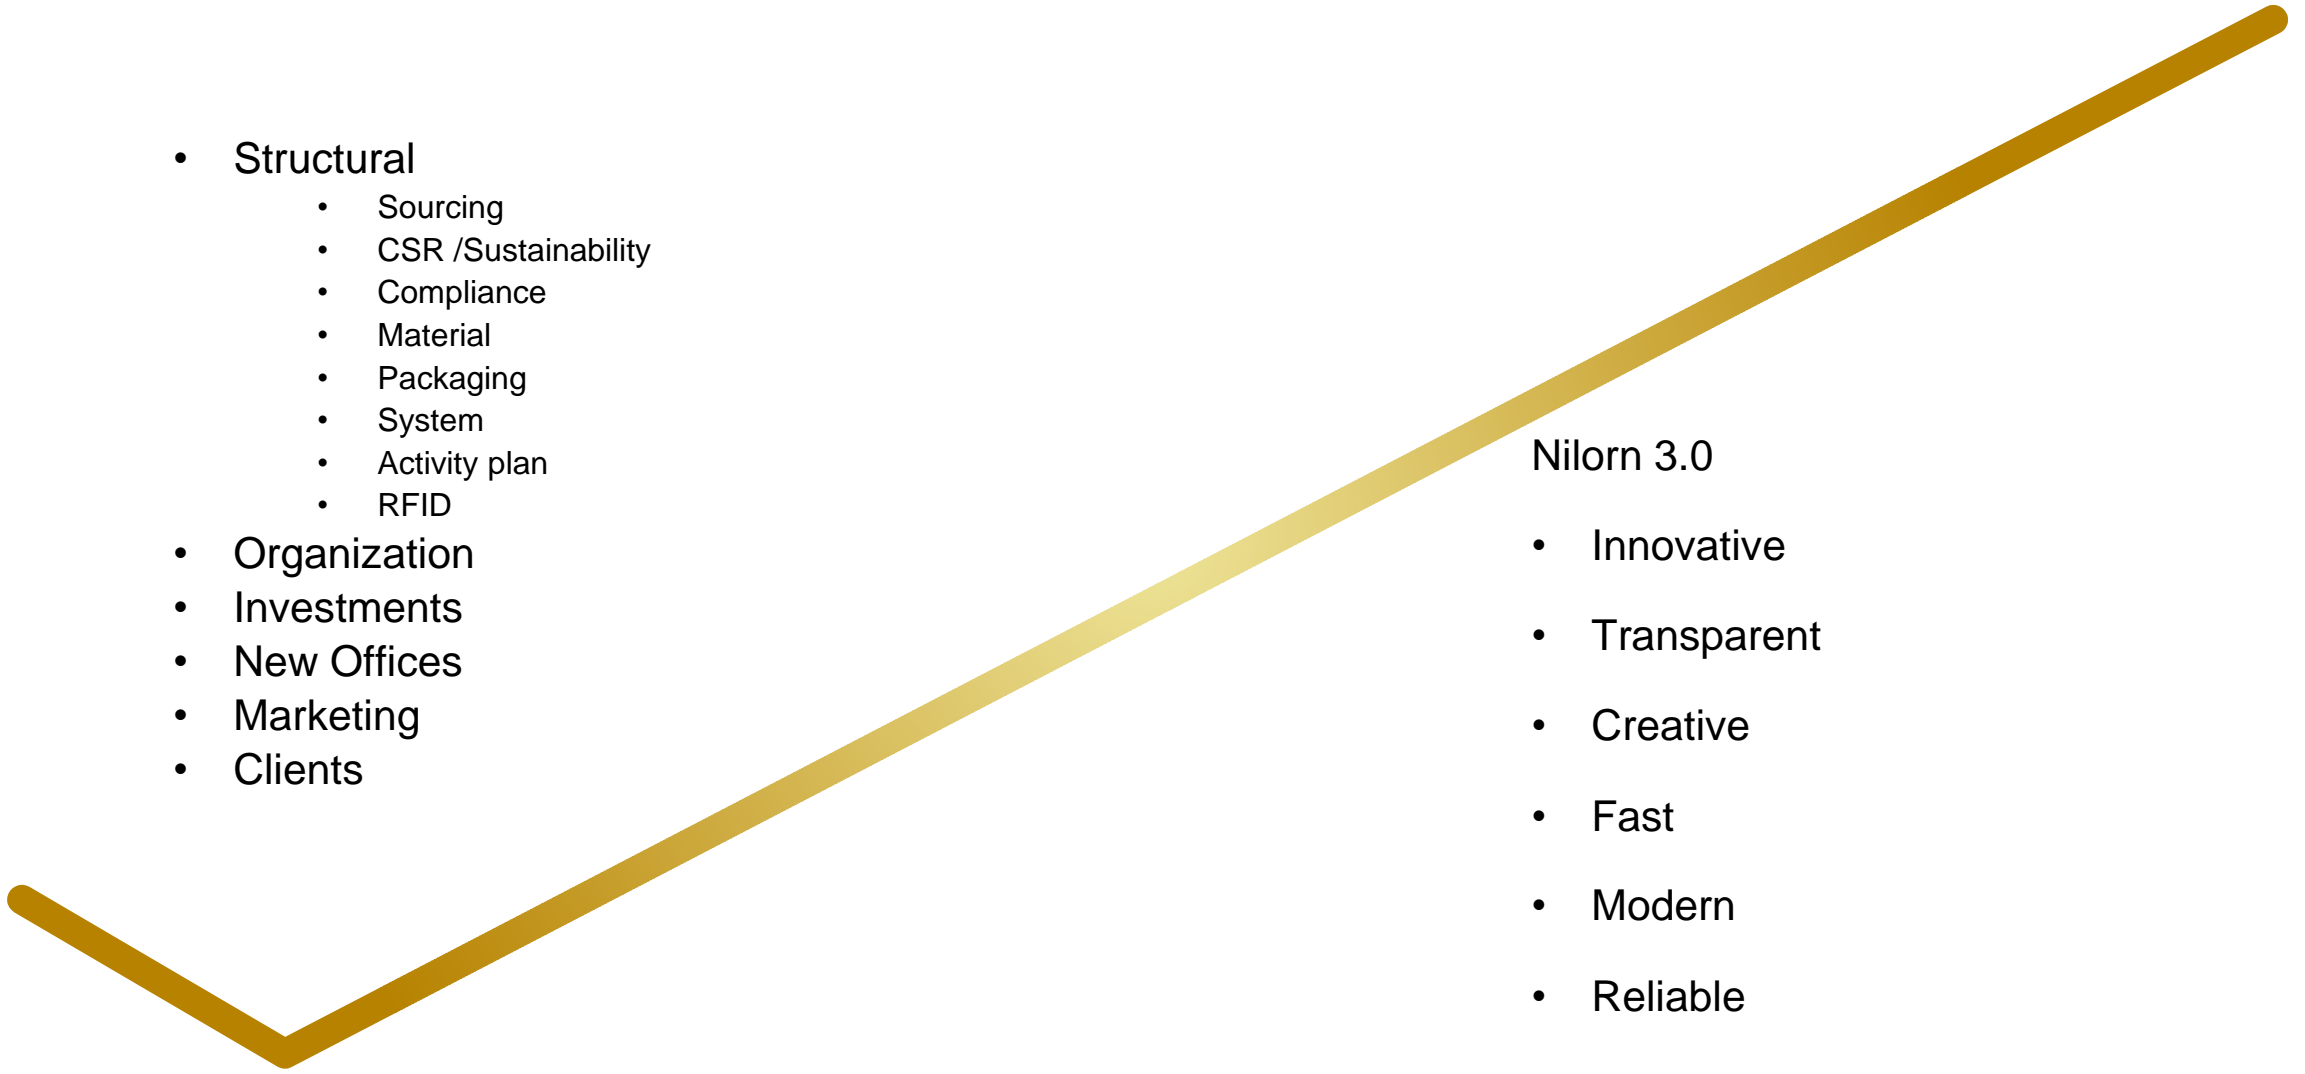 • Structural
• Sourcing
• CSR /Sustainability
• Compliance
• Material
• Packaging
• System
• Activity plan
• RFID
• Organization
• Investments
• New Offices
• Marketing
• Clients
Nilorn 3.0
• Innovative
• Transparent
• Creative
• Fast
• Modern
• Reliable